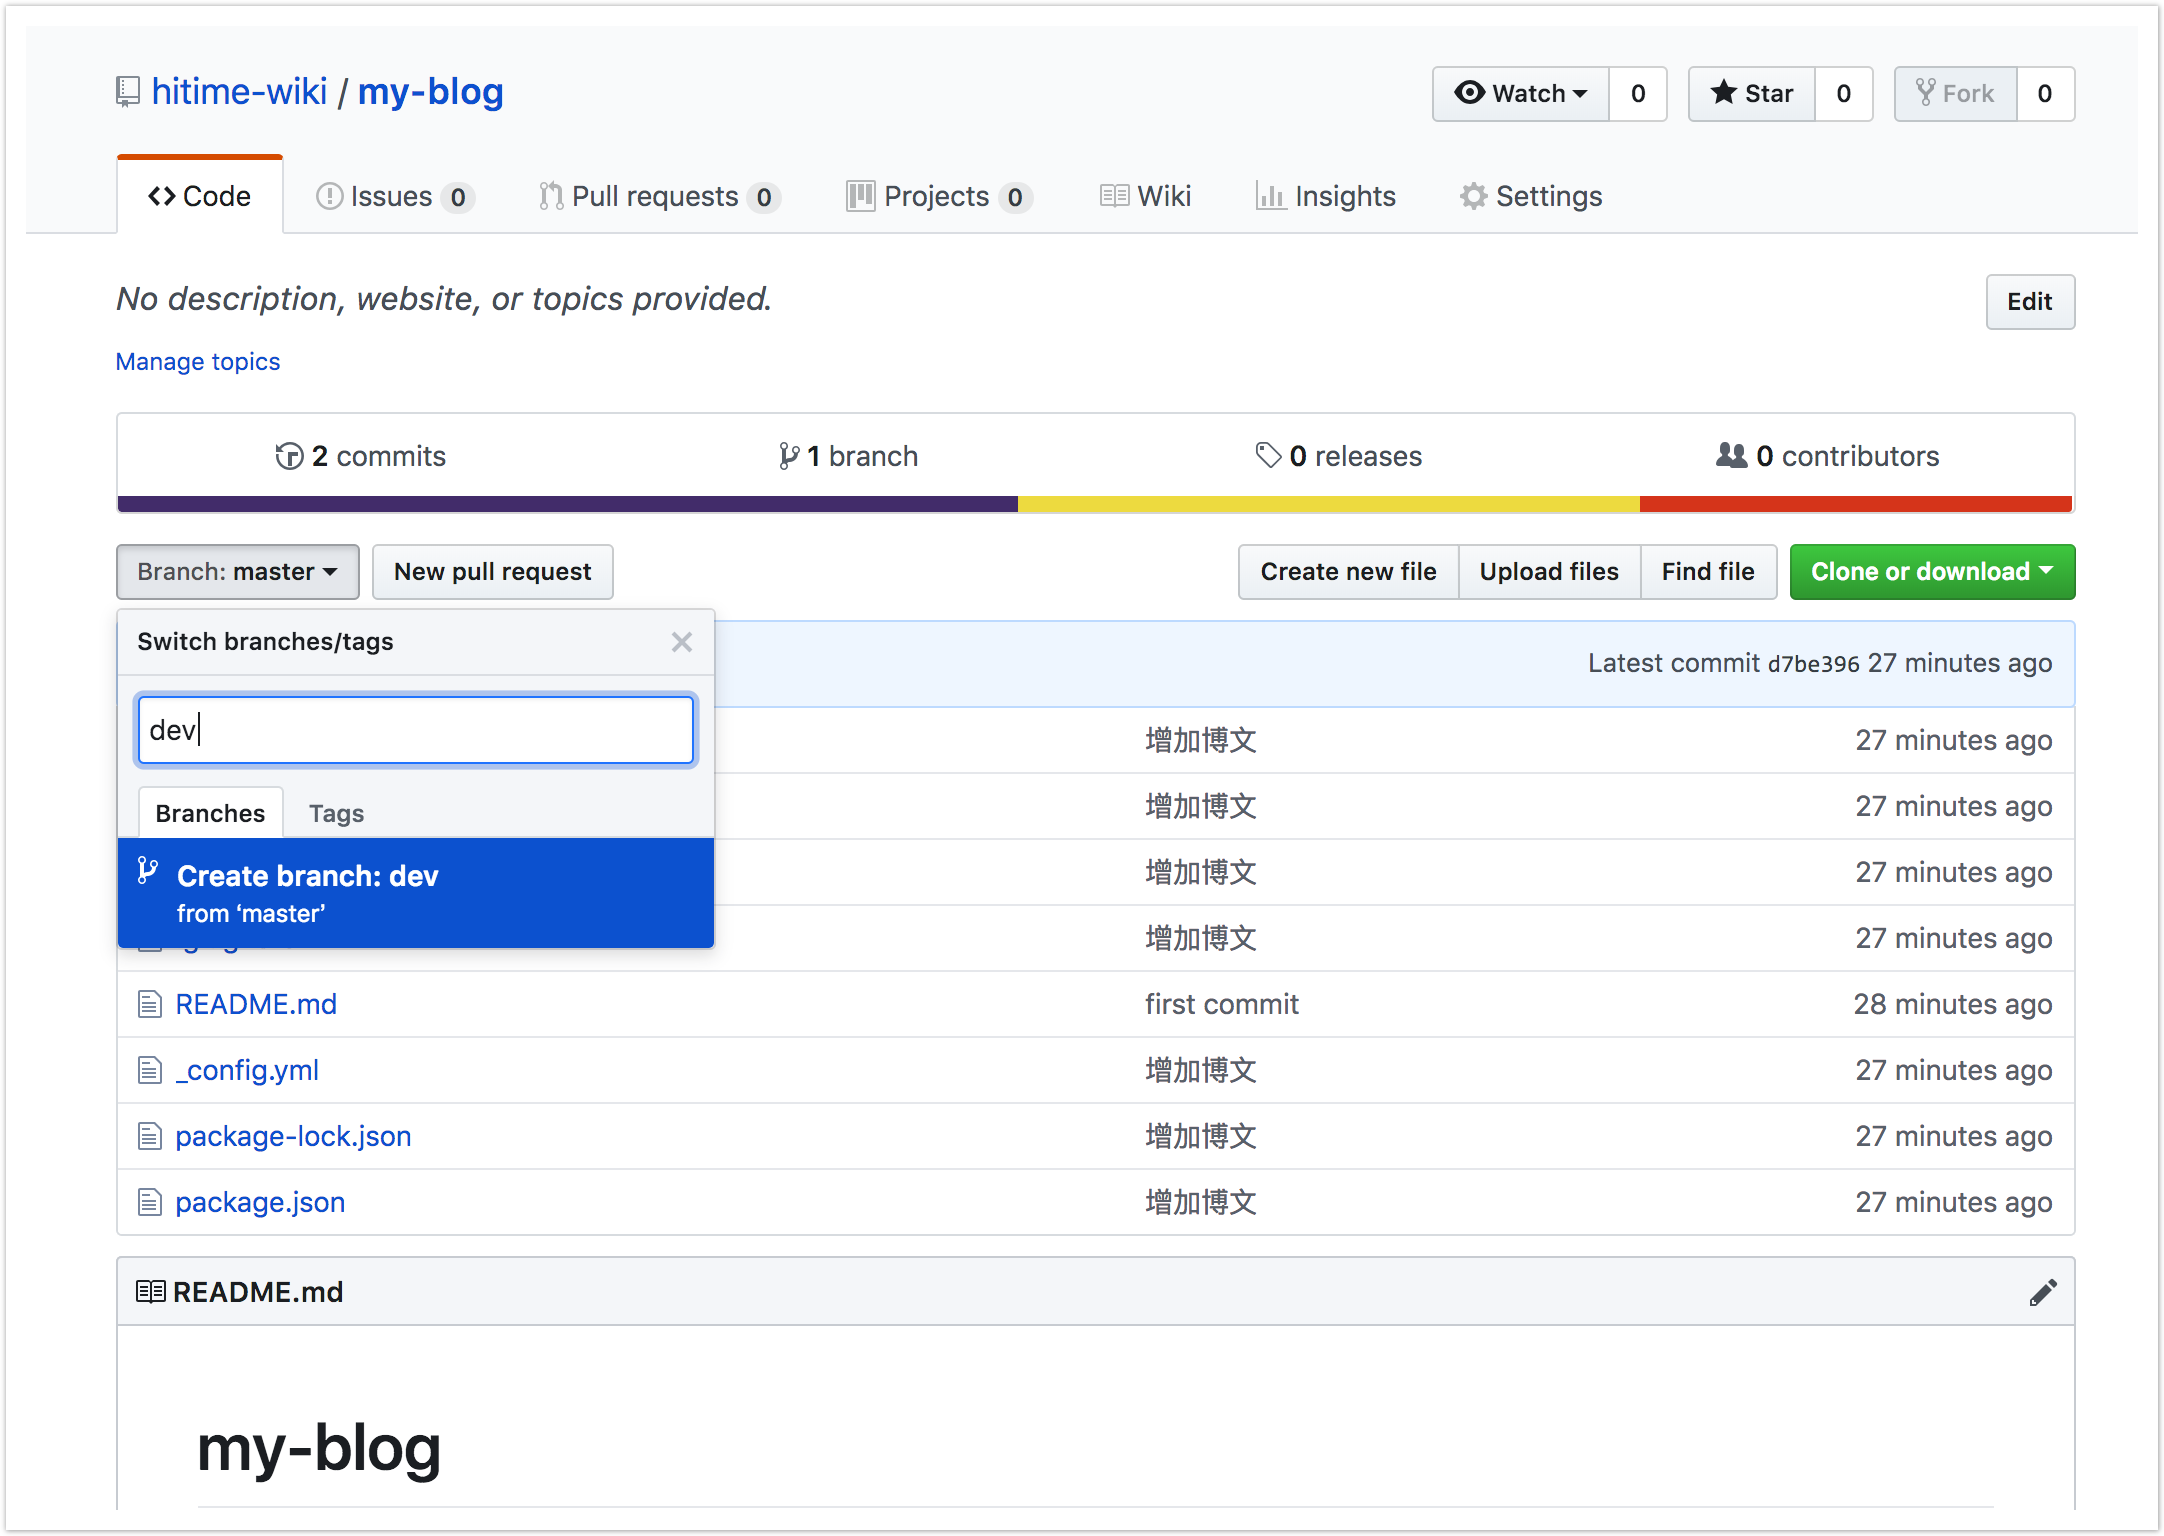 hitime-wiki / my-blog
Watch 0 Star 0 Fork 0
Code Issues 0 Pull requests 0 Projects 0 Wiki Insights Settings
No description, website, or topics provided.
Edit
Manage topics
2 commits 1 branch 0 releases 0 contributors
Branch: master New pull request Create new file Upload files Find file Clone or download
Switch branches/tags
Latest commit d7be396 27 minutes ago
dev
增加博文 27 minutes ago
Branches Tags
增加博文 27 minutes ago
Create branch: dev
from ‘master’
增加博文 27 minutes ago
增加博文 27 minutes ago
README.md first commit 28 minutes ago
_config.yml 增加博文 27 minutes ago
package-lock.json 增加博文 27 minutes ago
package.json 增加博文 27 minutes ago
README.md
my-blog